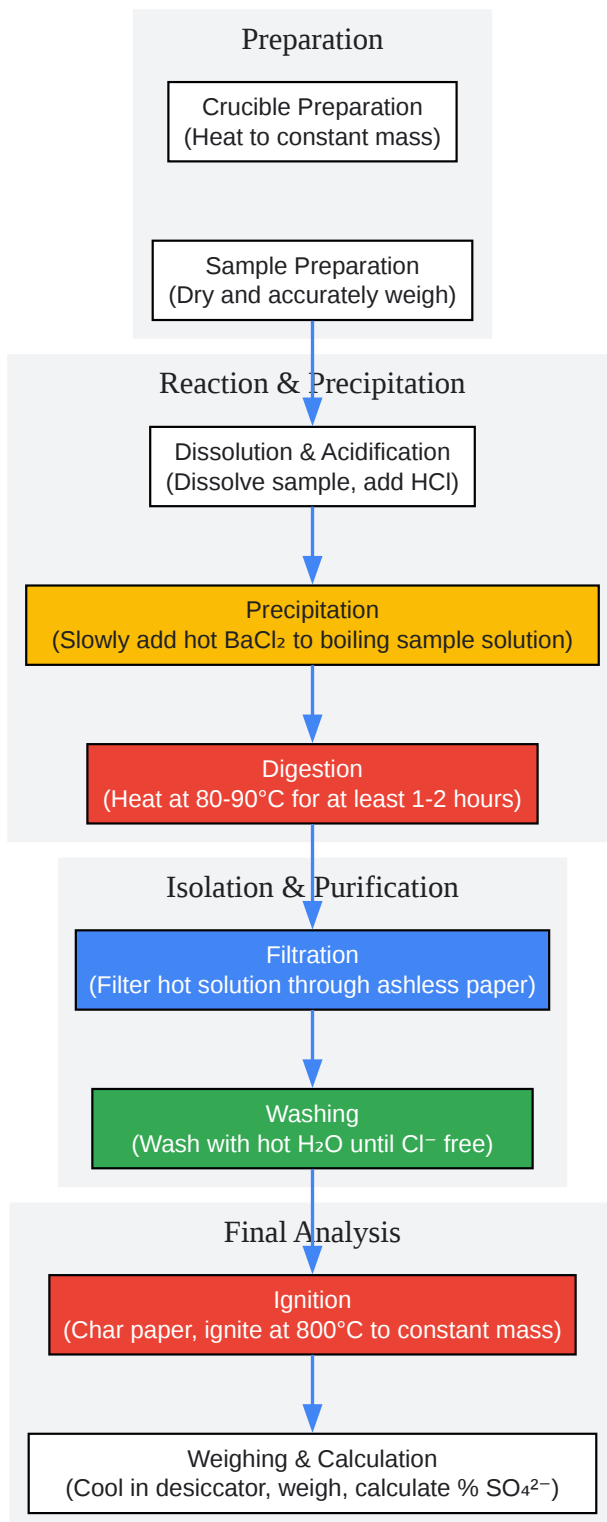 Preparation
Crucible Preparation
(Heat to constant mass)
Sample Preparation
(Dry and accurately weigh)
Reaction & Precipitation
Dissolution & Acidification
(Dissolve sample, add HCl)
Precipitation
(Slowly add hot BaCl₂ to boiling sample solution)
Digestion
(Heat at 80-90°C for at least 1-2 hours)
Isolation & Purification
Filtration
(Filter hot solution through ashless paper)
Washing
(Wash with hot H₂O until Cl⁻ free)
Final Analysis
Ignition
(Char paper, ignite at 800°C to constant mass)
Weighing & Calculation
(Cool in desiccator, weigh, calculate % SO₄²⁻)